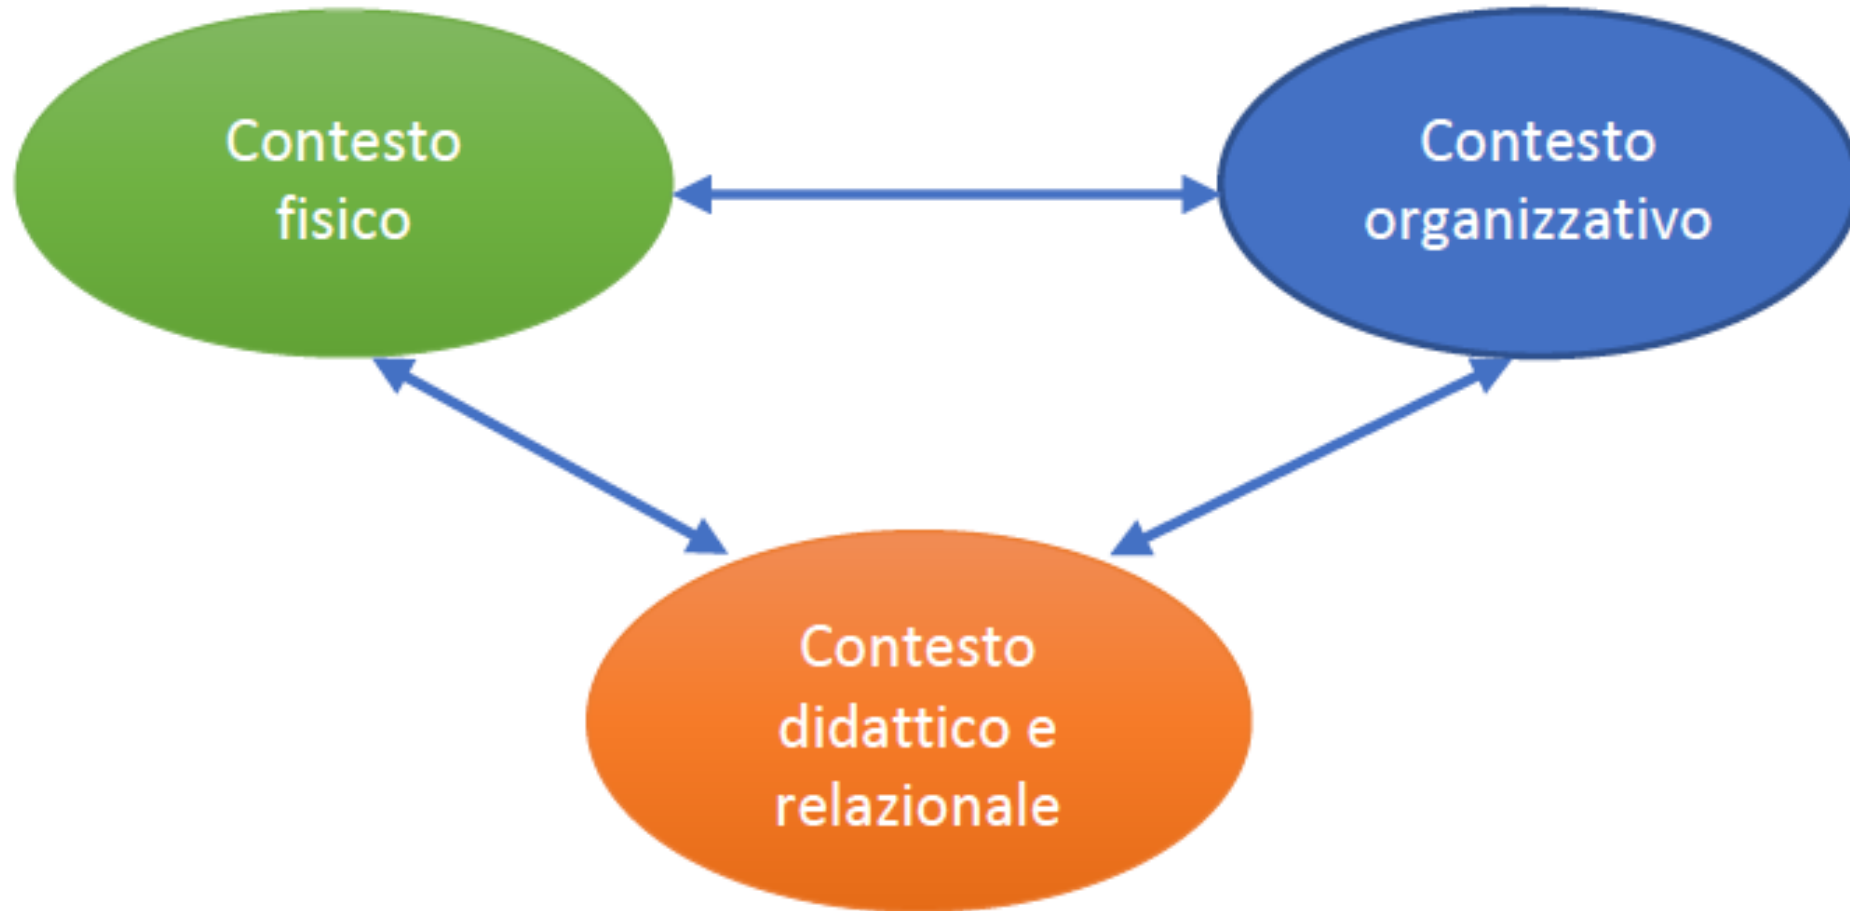 Contesto
fisico
Contesto
organizzativo
Contesto
didattico e
relazionale